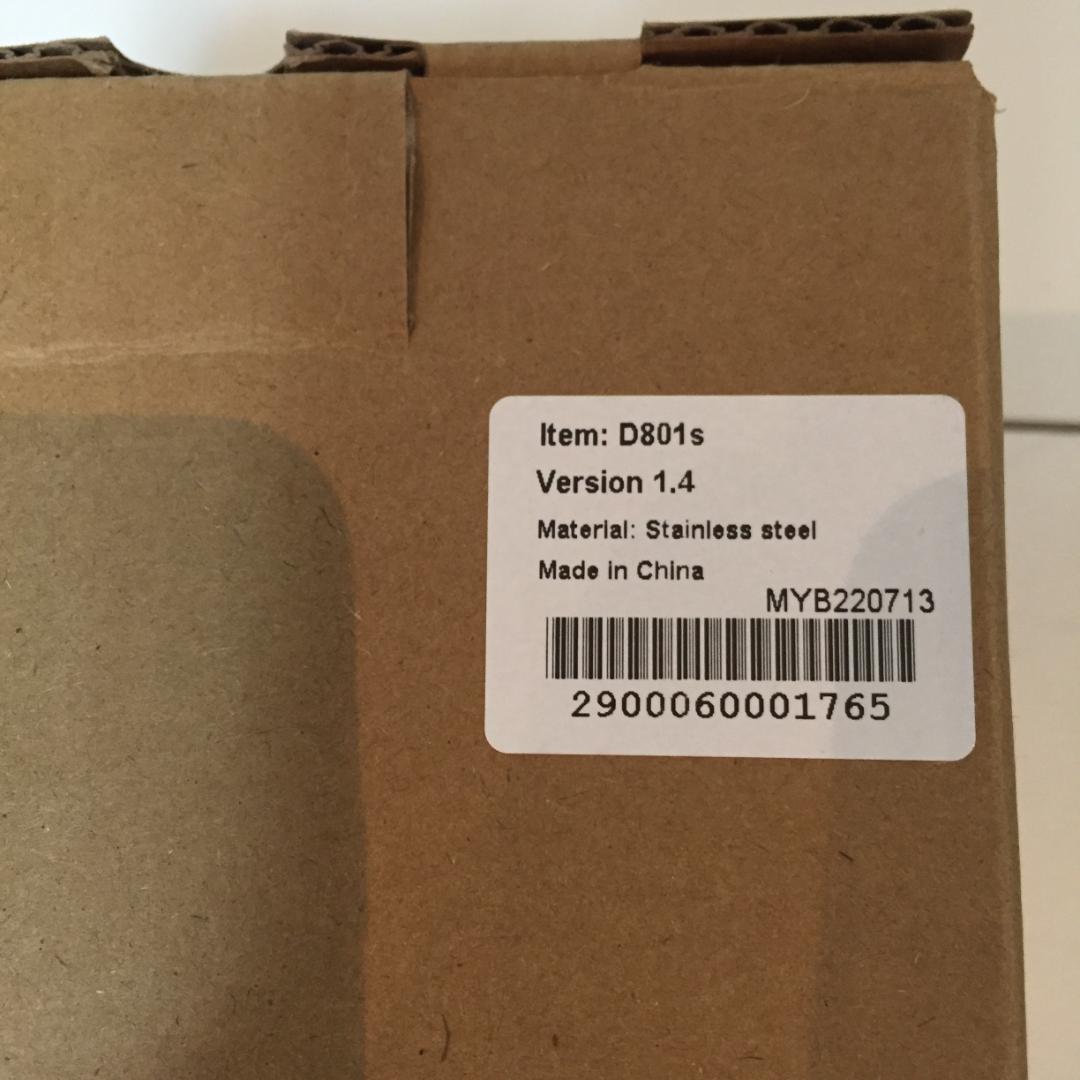 Item: D801s
Version 1.4
Material: Stainless steel
Made in China
MYB220713
2900060001765